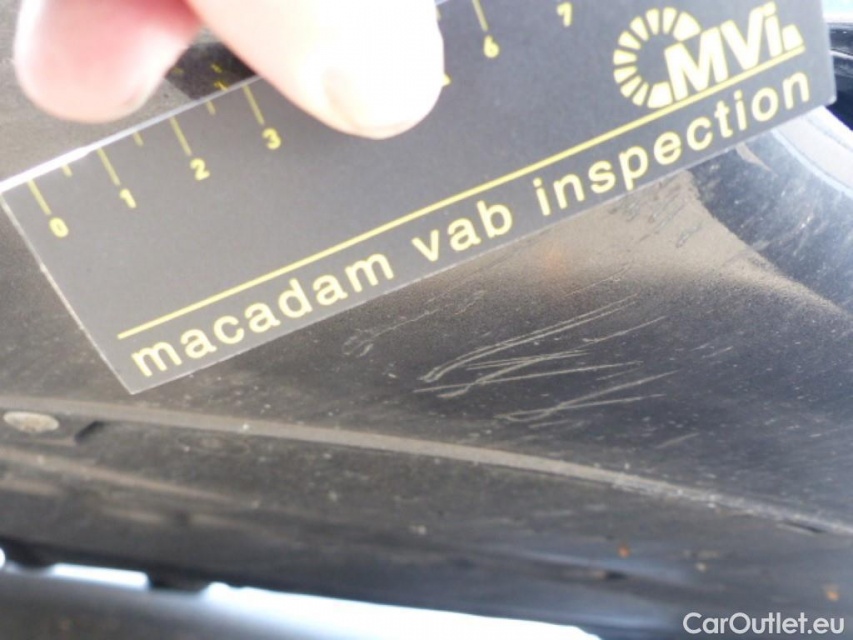 0 1 2 3 6 7
MVi
macadam vab inspection
CarOutlet.eu